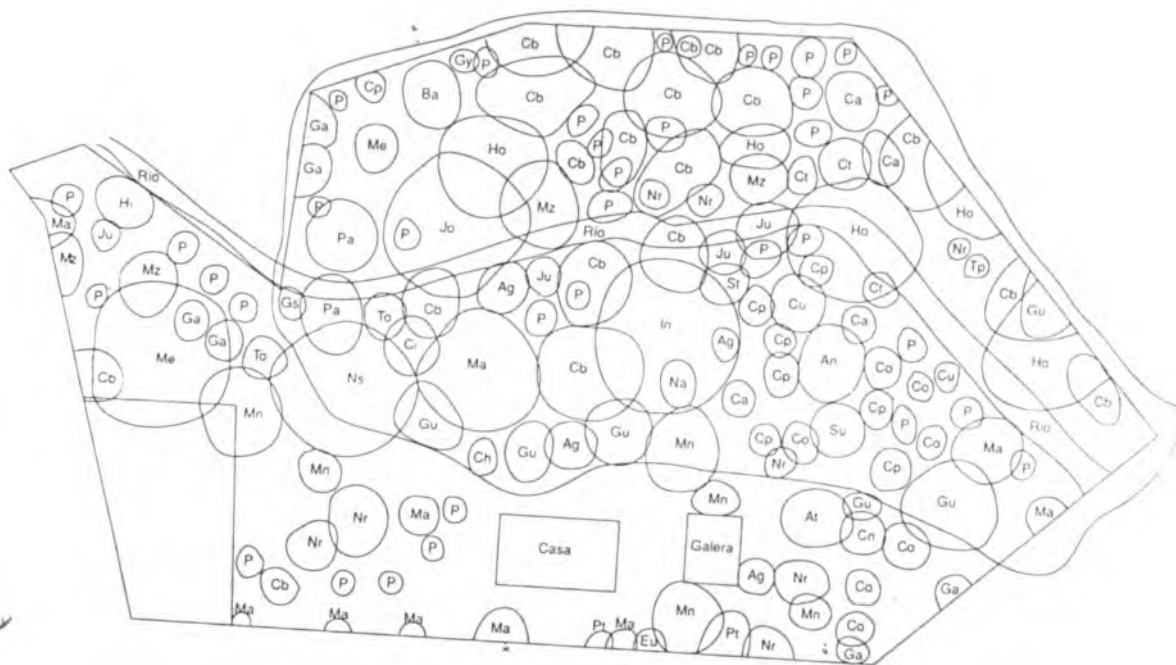 Cb Cb P Cb Cb P P P P
Gy P
P Cp Ba Cb Cb Cb P Ca P
Ga
Me Ho P P Cb P Ho P Cb
Ga Cb P Cb Mz Ct Ct Ca
Río
P Hi Mz Nr Nr
P P Ho
Ma Ju Pa P Jo Río Cb Ju Ho
Mz P Ju P P Nr
Mz P Cb St Cp Tp
P P Gs Pa To Cb Ag Ju P Cp Cu Ct Cb Gu
Ga P Ci In
Me Ga Ns Ma Cb Ag Cp An Ca P Ho
To Co
Cb Na Cp Co Cu Cb
Mn Gu Ca Cp P P Río
Ch Gu Ag Gu Mn Cp Co Su Co Ma P
Mn Nr Cp
Nr Ma P Mn At Gu Gu Ma
Nr P Casa Galera Cn Co
P Cb P P Ag Nr Co Ga
Ma Ma Ma Ma Pt Ma Eu Mn Pt Nr Mn Co
Ga